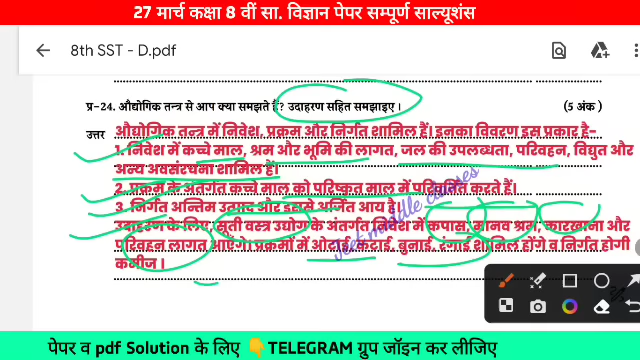 27 मार्च कक्षा 8 वीं सा. विज्ञान पेपर सम्पूर्ण साल्यूशंस
8th SST - D.pdf
प्र-24. औद्योगिक तन्त्र से आप क्या समझते हैं? उदाहरण सहित समझाइए। (5 अंक)
उत्तर औद्योगिक तन्त्र में निवेश, प्रक्रम और निर्गत शामिल हैं। इनका विवरण इस प्रकार है-
1. निवेश में कच्चे माल, श्रम और भूमि की लागत, जल की उपलब्धता, परिवहन, विद्युत और
अन्य अवसंरचना शामिल हैं।
2. प्रक्रम के अंतर्गत कच्चे माल को परिष्कृत माल में परिवर्तित करते हैं।
3. निर्गत अन्तिम उत्पाद और इससे अर्जित आय है।
उदाहरण के लिए, सूती वस्त्र उद्योग के अंतर्गत निवेश में कपास, मानव श्रम, कारखाना और
परिवहन लागत आएंगे। प्रक्रमों में ओटाई, कटाई, बुनाई, रंगाई शामिल होंगे व निर्गत होगी
कमीज ।
Jeet middle classes
पेपर व pdf Solution के लिए 👇 TELEGRAM ग्रुप जॉइन कर लीजिए